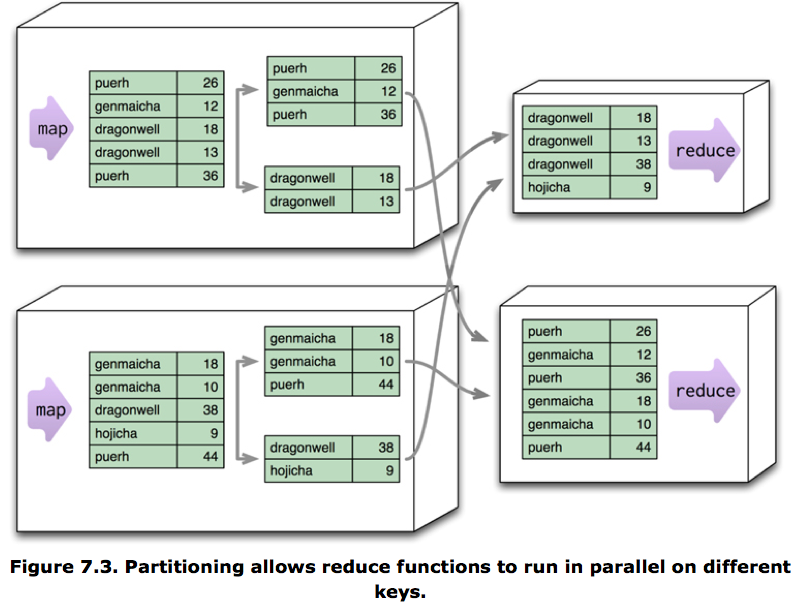 map
puerh 26
genmaicha 12
dragonwell 18
dragonwell 13
puerh 36
puerh 26
genmaicha 12
puerh 36
dragonwell 18
dragonwell 13
dragonwell 18
dragonwell 13
dragonwell 38
hojicha 9
reduce
map
genmaicha 18
genmaicha 10
dragonwell 38
hojicha 9
puerh 44
genmaicha 18
genmaicha 10
puerh 44
dragonwell 38
hojicha 9
puerh 26
genmaicha 12
puerh 36
genmaicha 18
genmaicha 10
puerh 44
reduce
Figure 7.3. Partitioning allows reduce functions to run in parallel on different
keys.